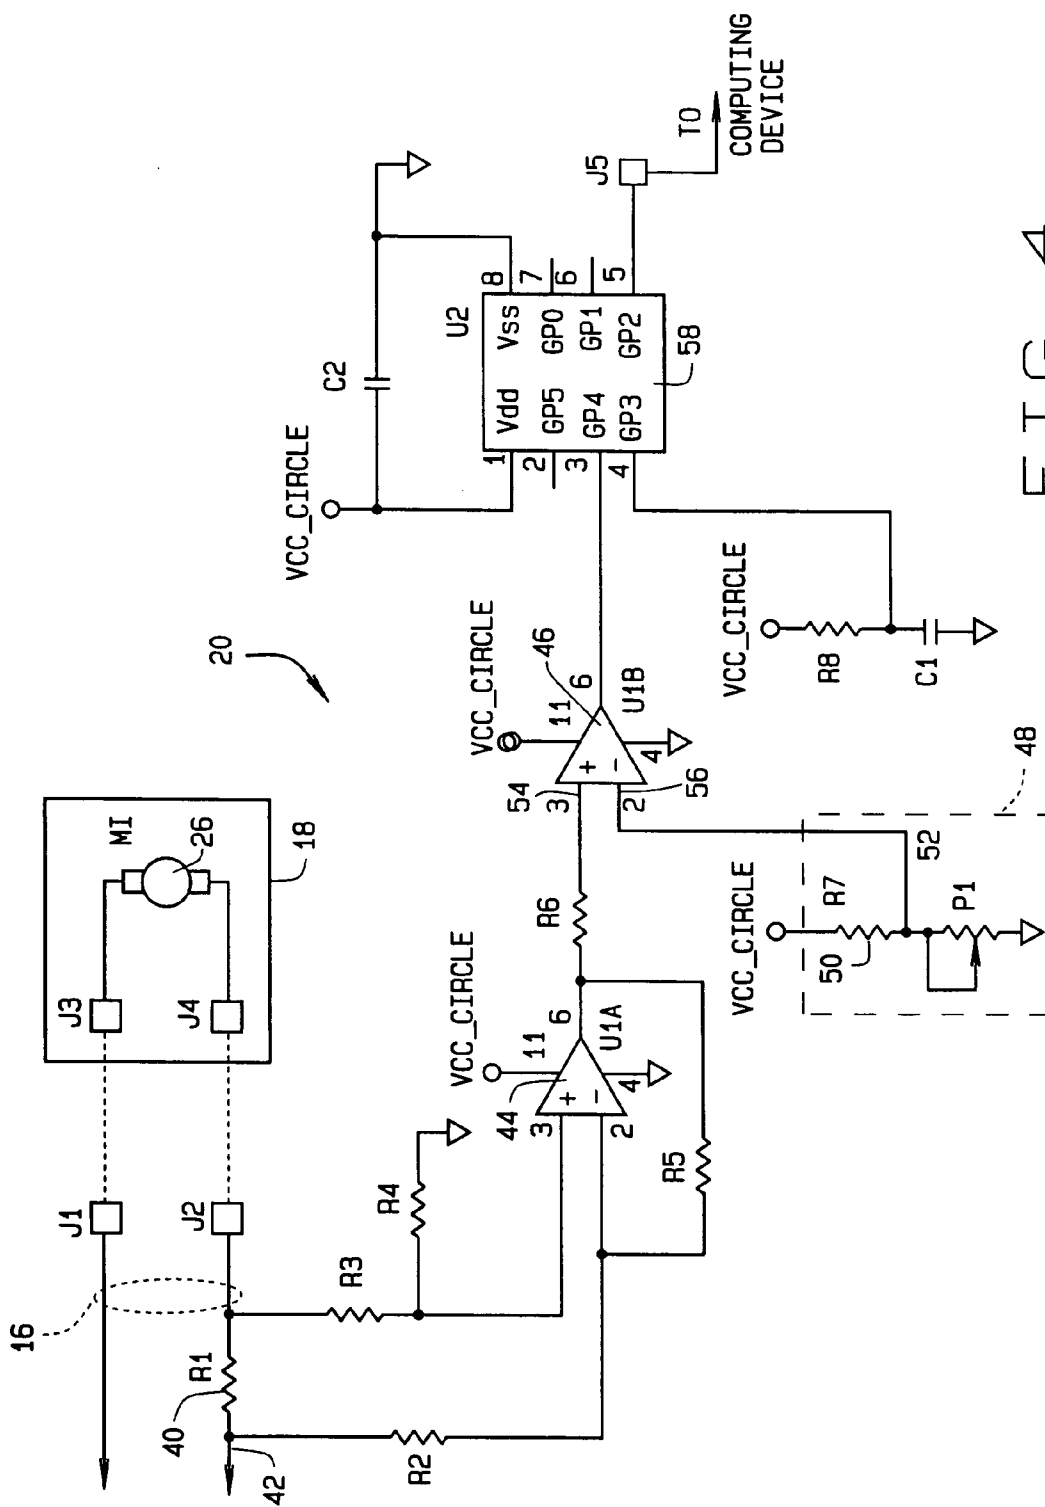 16
J1
J3
MI
26
18
J2
J4
40
R1
42
R2
R3
R4
20
VCC_CIRCLE
C2
VCC_CIRCLE
11
3
+
44
-
2
4
6
U1A
R5
R6
VCC_CIRCLE
11
54
3
+
46
-
2
56
4
6
U1B
U2
1
Vdd
Vss
8
2
GP5
GP0
7
3
GP4
GP1
6
4
GP3
GP2
5
58
J5
TO
COMPUTING
DEVICE
VCC_CIRCLE
R8
C1
VCC_CIRCLE
R7
50
52
P1
48
FIG 4